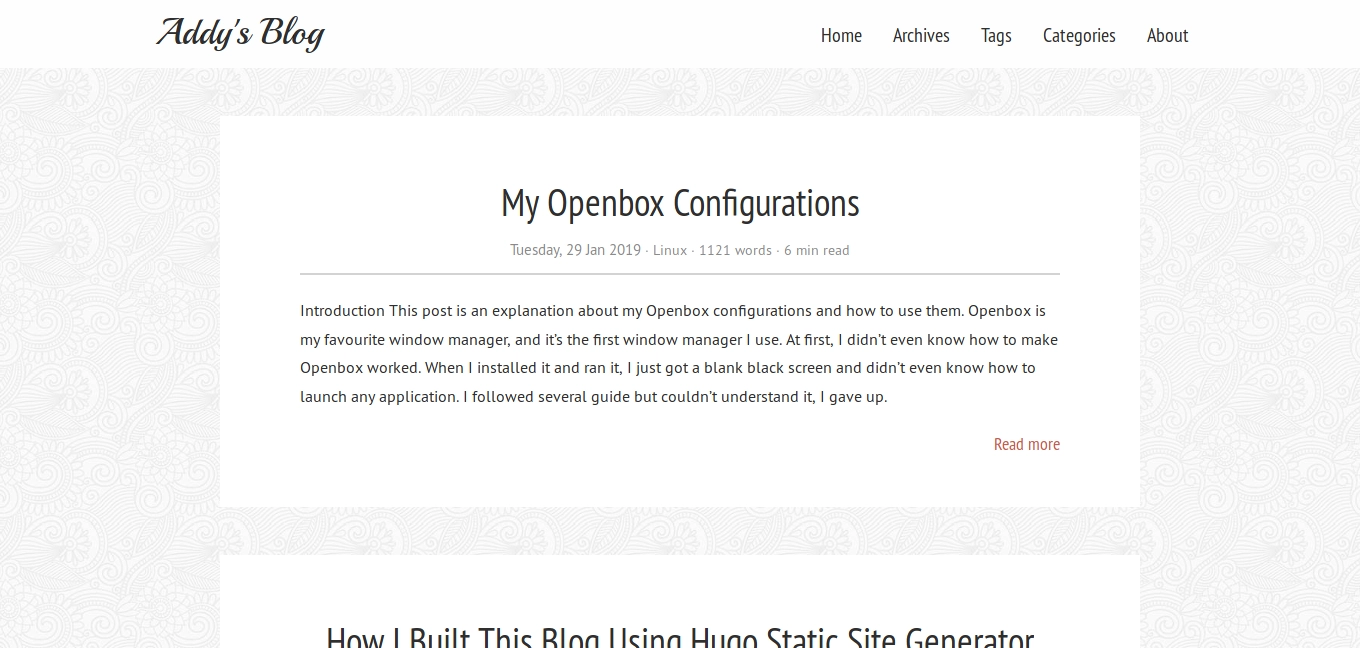 Addy's Blog
Home Archives Tags Categories About
My Openbox Configurations
Tuesday, 29 Jan 2019 · Linux · 1121 words · 6 min read
Introduction This post is an explanation about my Openbox configurations and how to use them. Openbox is
my favourite window manager, and it’s the first window manager I use. At first, I didn’t even know how to make
Openbox worked. When I installed it and ran it, I just got a blank black screen and didn’t even know how to
launch any application. I followed several guide but couldn’t understand it, I gave up.
Read more
How I Built This Blog Using Hugo Static Site Generator